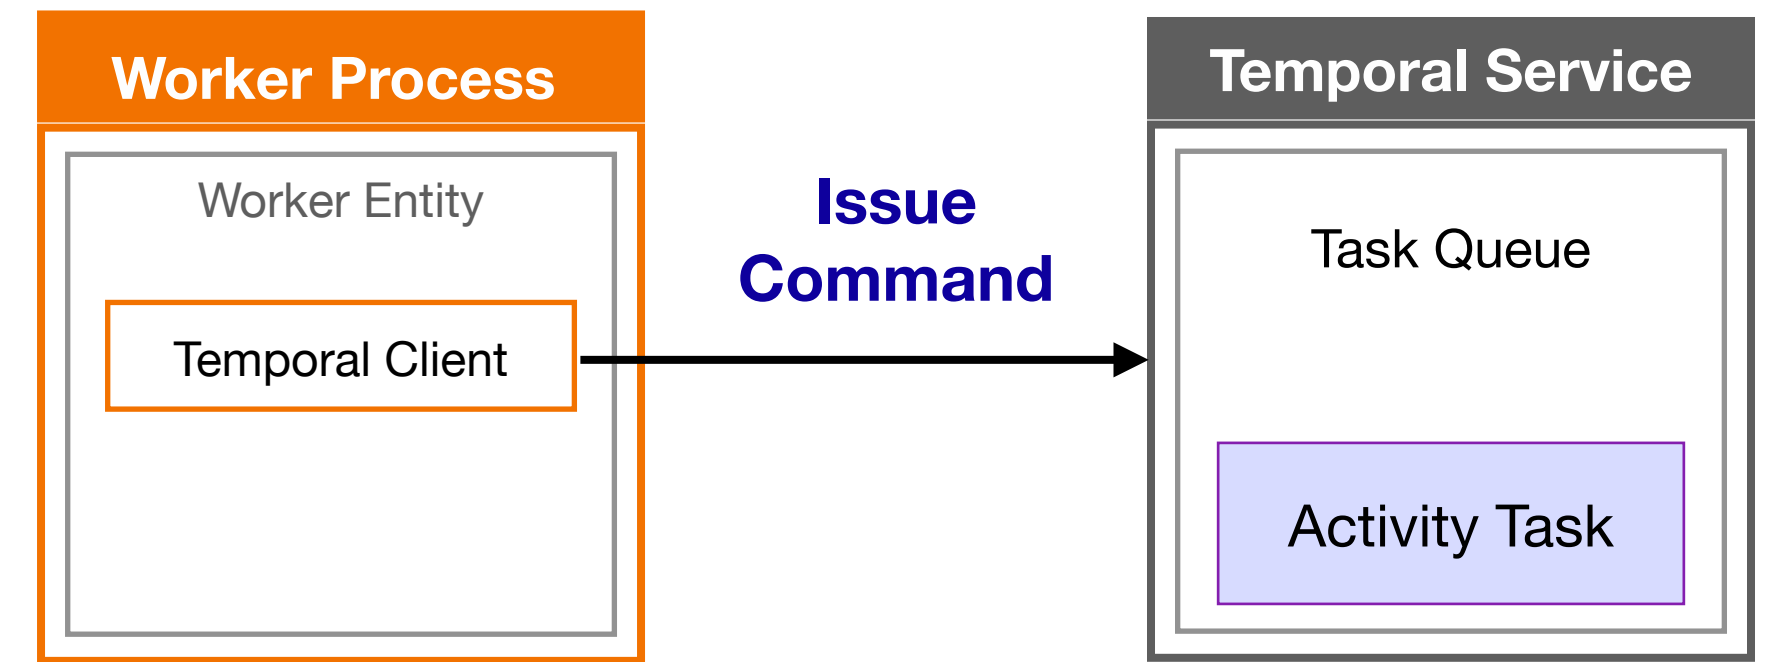 Worker Process
Worker Entity
Temporal Client
Issue
Command
Temporal Service
Task Queue
Activity Task